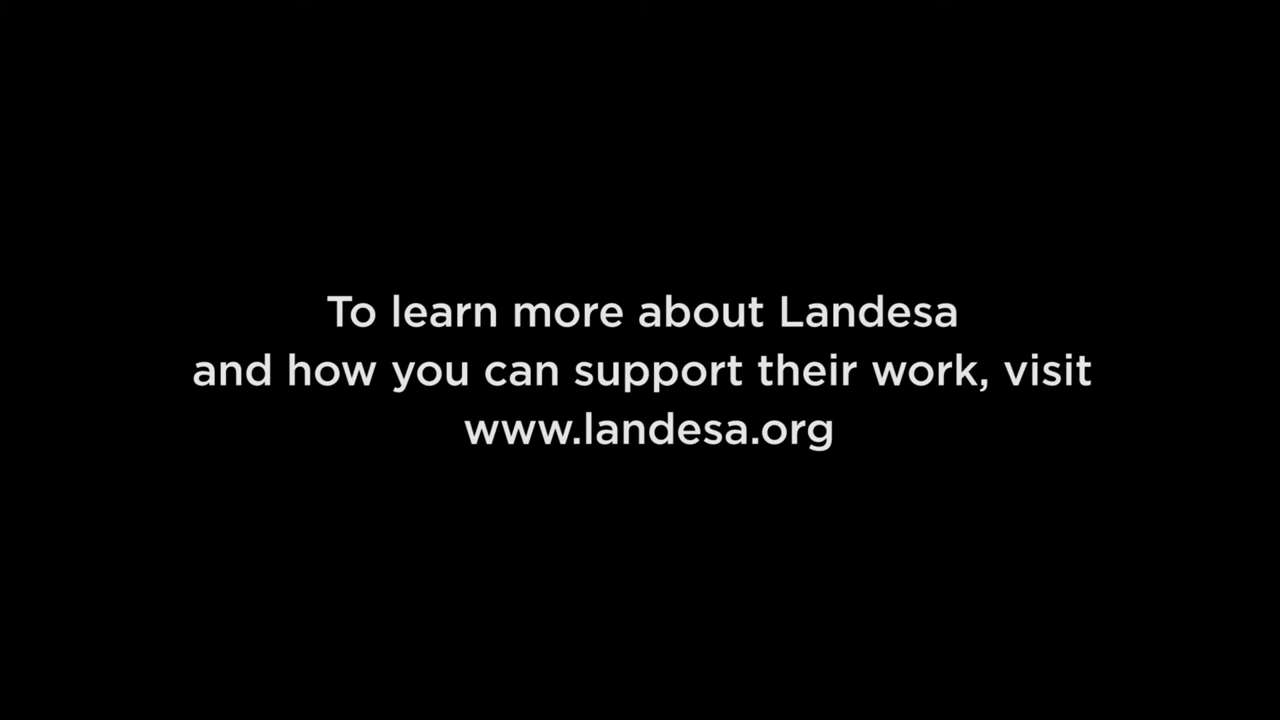 To learn more about Landesa
and how you can support their work, visit
www.landesa.org